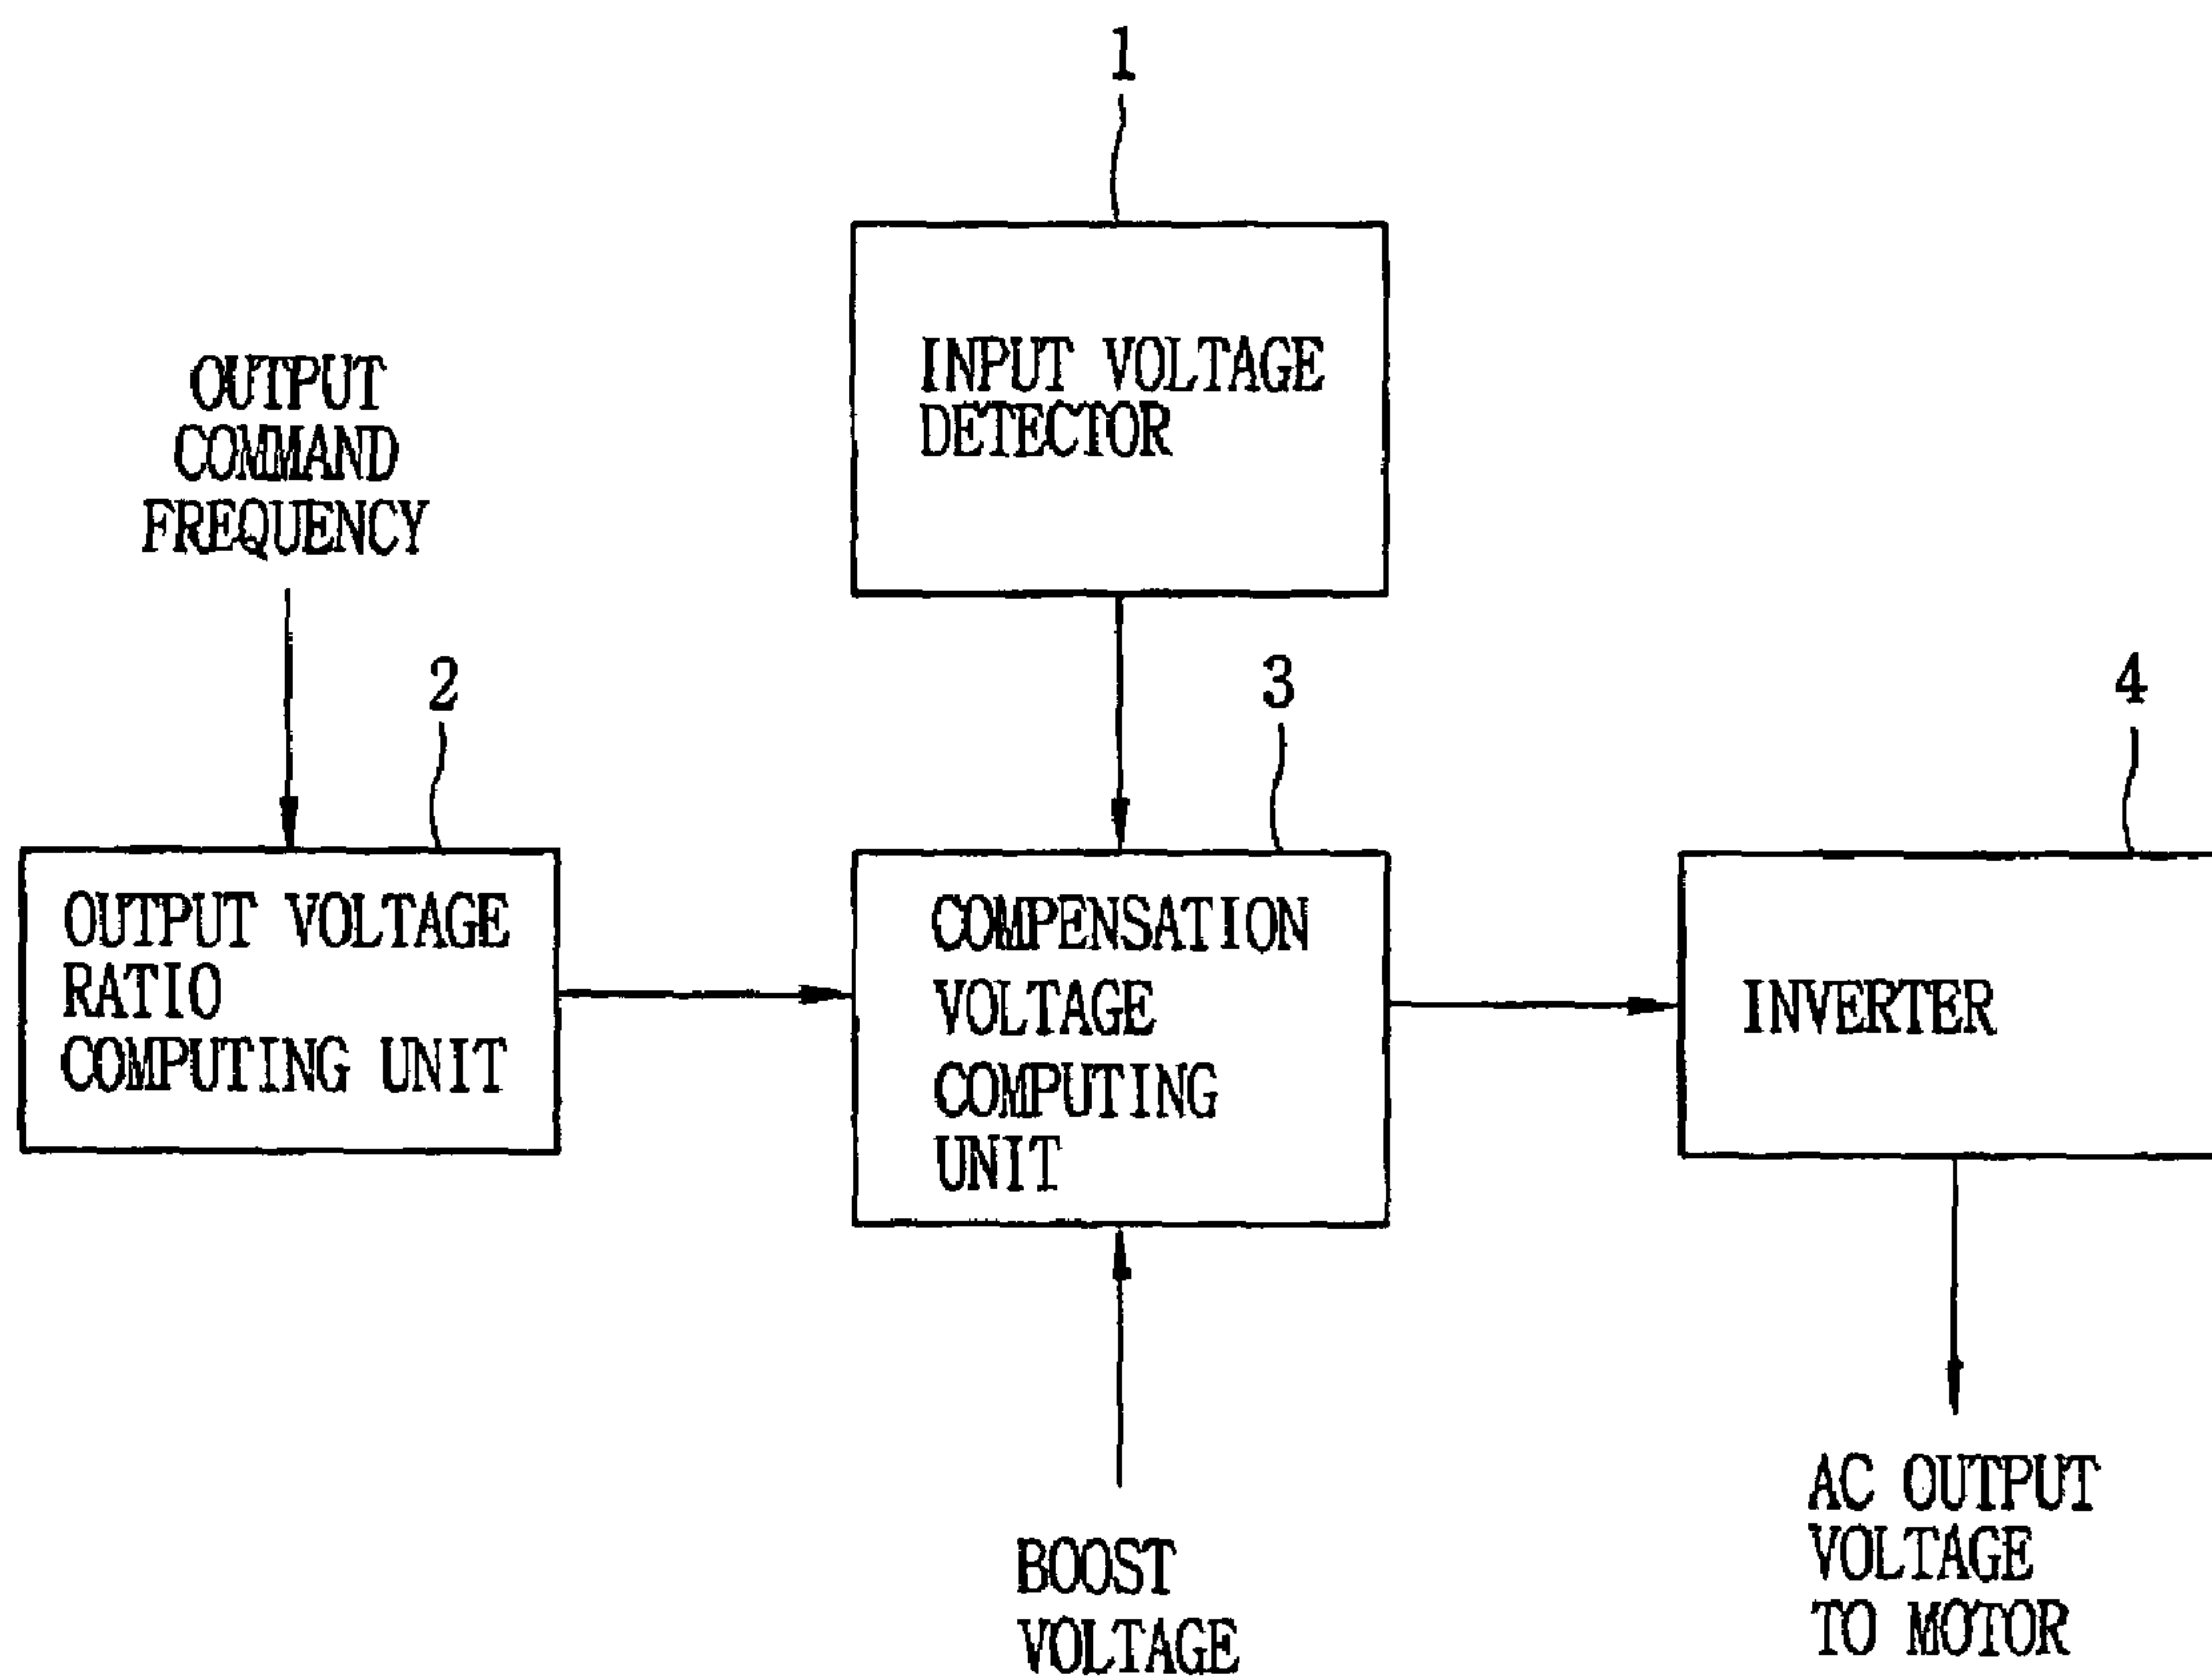 1
INPUT VOLTAGE
DETECTOR
OUTPUT
COMMAND
FREQUENCY
2
3
4
OUTPUT VOLTAGE
RATIO
COMPUTING UNIT
COMPENSATION
VOLTAGE
COMPUTING
UNIT
INVERTER
BOOST
VOLTAGE
AC OUTPUT
VOLTAGE
TO MOTOR